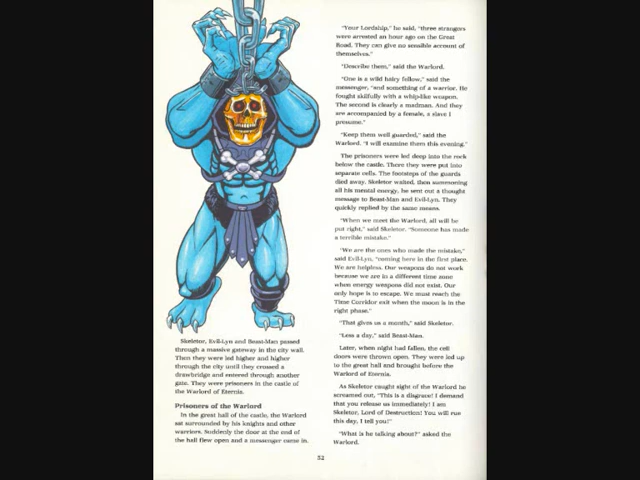 Skeletor, Evil-Lyn and Beast-Man passed
through a massive gateway in the city wall.
Then they were led higher and higher
through the city until they crossed a
drawbridge and entered through another
gate. They were prisoners in the castle of
the Warlord of Eternia.
Prisoners of the Warlord
In the great hall of the castle, the Warlord
sat surrounded by his knights and other
warriors. Suddenly the door at the end of
the hall flew open and a messenger came in.
"Your Lordship," he said, "three strangers
were arrested an hour ago on the Great
Road. They can give no sensible account of
themselves."
"Describe them," said the Warlord.
"One is a wild hairy fellow," said the
messenger, "and something of a warrior. He
fought skilfully with a whip-like weapon.
The second is clearly a madman. And they
are accompanied by a female, a slave I
presume."
"Keep them well guarded," said the
Warlord. "I will examine them this evening."
The prisoners were led deep into the rock
below the castle. There they were put into
separate cells. The footsteps of the guards
died away. Skeletor waited, then summoning
all his mental energy, he sent out a thought
message to Beast-Man and Evil-Lyn. They
quickly replied by the same means.
"When we meet the Warlord, all will be
put right," said Skeletor. "Someone has made
a terrible mistake."
"We are the ones who made the mistake,"
said Evil-Lyn, "coming here in the first place.
We are helpless. Our weapons do not work
because we are in a different time zone
when energy weapons did not exist. Our
only hope is to escape. We must reach the
Time Corridor exit when the moon is in the
right phase."
"That gives us a month," said Skeletor.
"Less a day," said Beast-Man.
Later, when night had fallen, the cell
doors were thrown open. They were led up
to the great hall and brought before the
Warlord of Eternia.
As Skeletor caught sight of the Warlord he
screamed out, "This is a disgrace! I demand
that you release us immediately! I am
Skeletor, Lord of Destruction! You will rue
this day, I tell you!"
"What is he talking about?" asked the
Warlord.
52